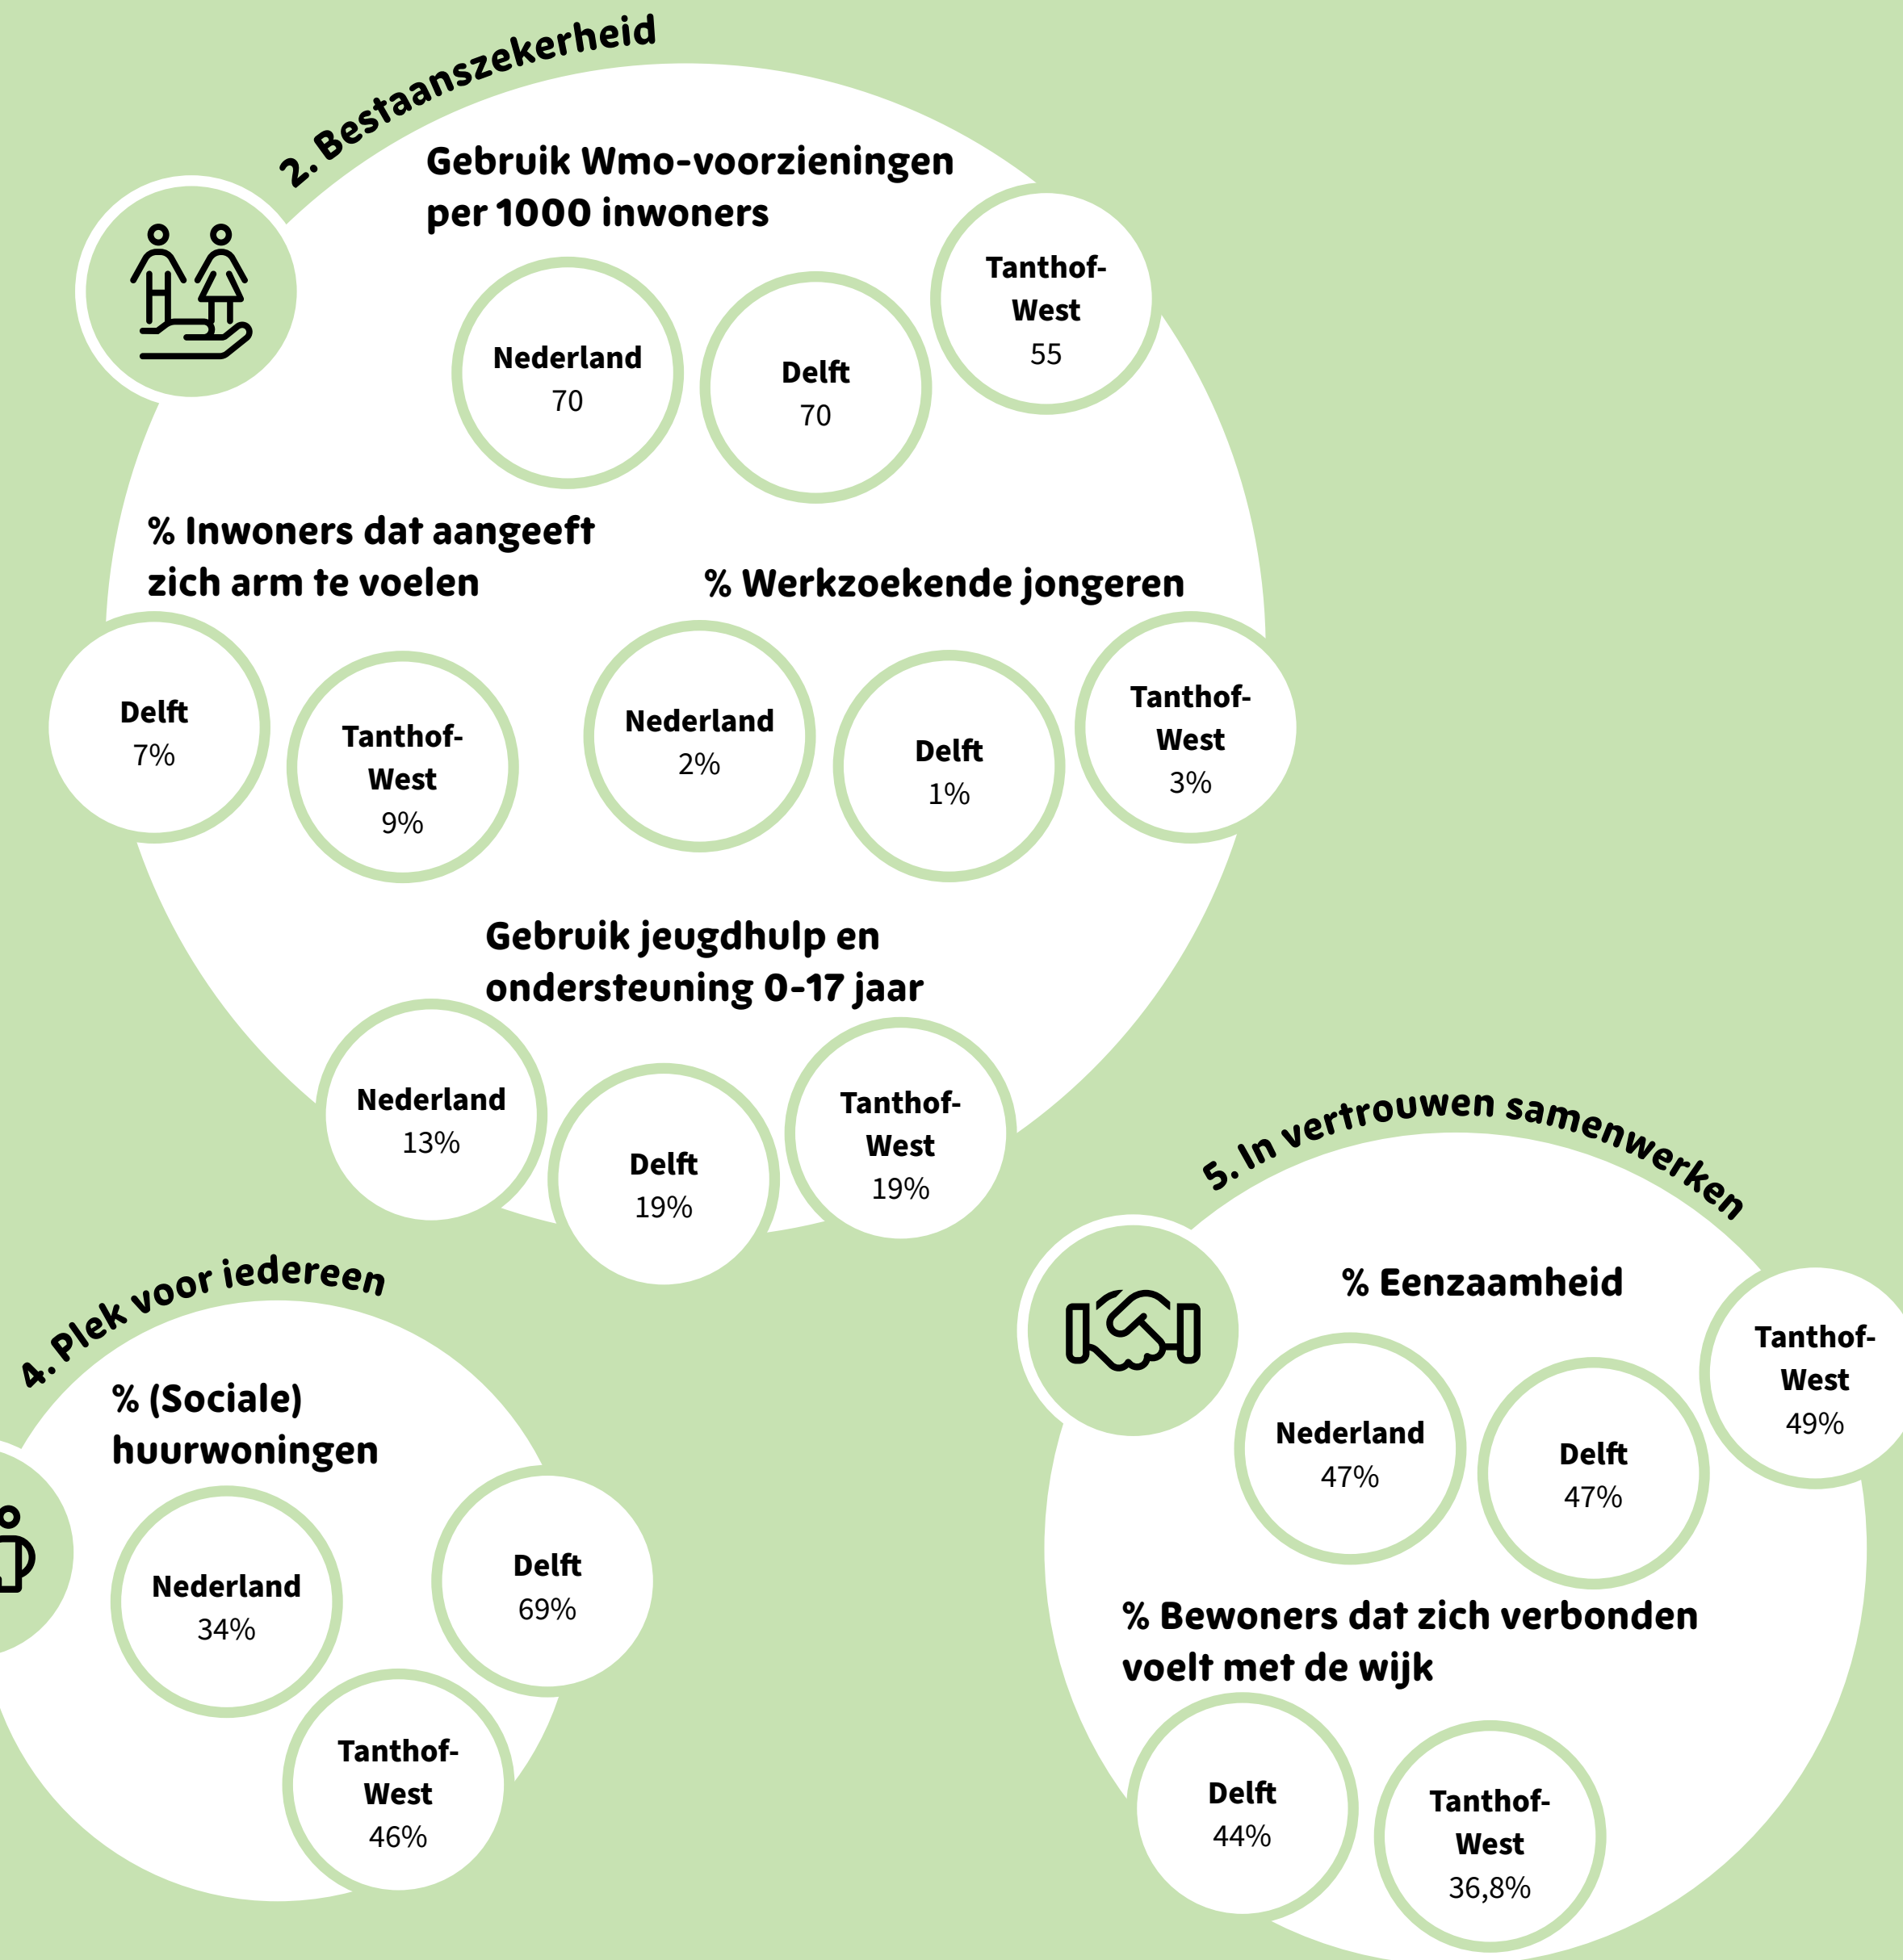 2. Bestaanszekerheid
Gebruik Wmo-voorzieningen
per 1000 inwoners
Nederland
70
Delft
70
Tanthof-
West
55
% Inwoners dat aangeeft
zich arm te voelen
Delft
7%
Tanthof-
West
9%
% Werkzoekende jongeren
Nederland
2%
Delft
1%
Tanthof-
West
3%
Gebruik jeugdhulp en
ondersteuning 0-17 jaar
Nederland
13%
Delft
19%
Tanthof-
West
19%
4. Plek voor iedereen
% (Sociale)
huurwoningen
Nederland
34%
Delft
69%
Tanthof-
West
46%
5. In vertrouwen samenwerken
% Eenzaamheid
Nederland
47%
Delft
47%
Tanthof-
West
49%
% Bewoners dat zich verbonden
voelt met de wijk
Delft
44%
Tanthof-
West
36,8%